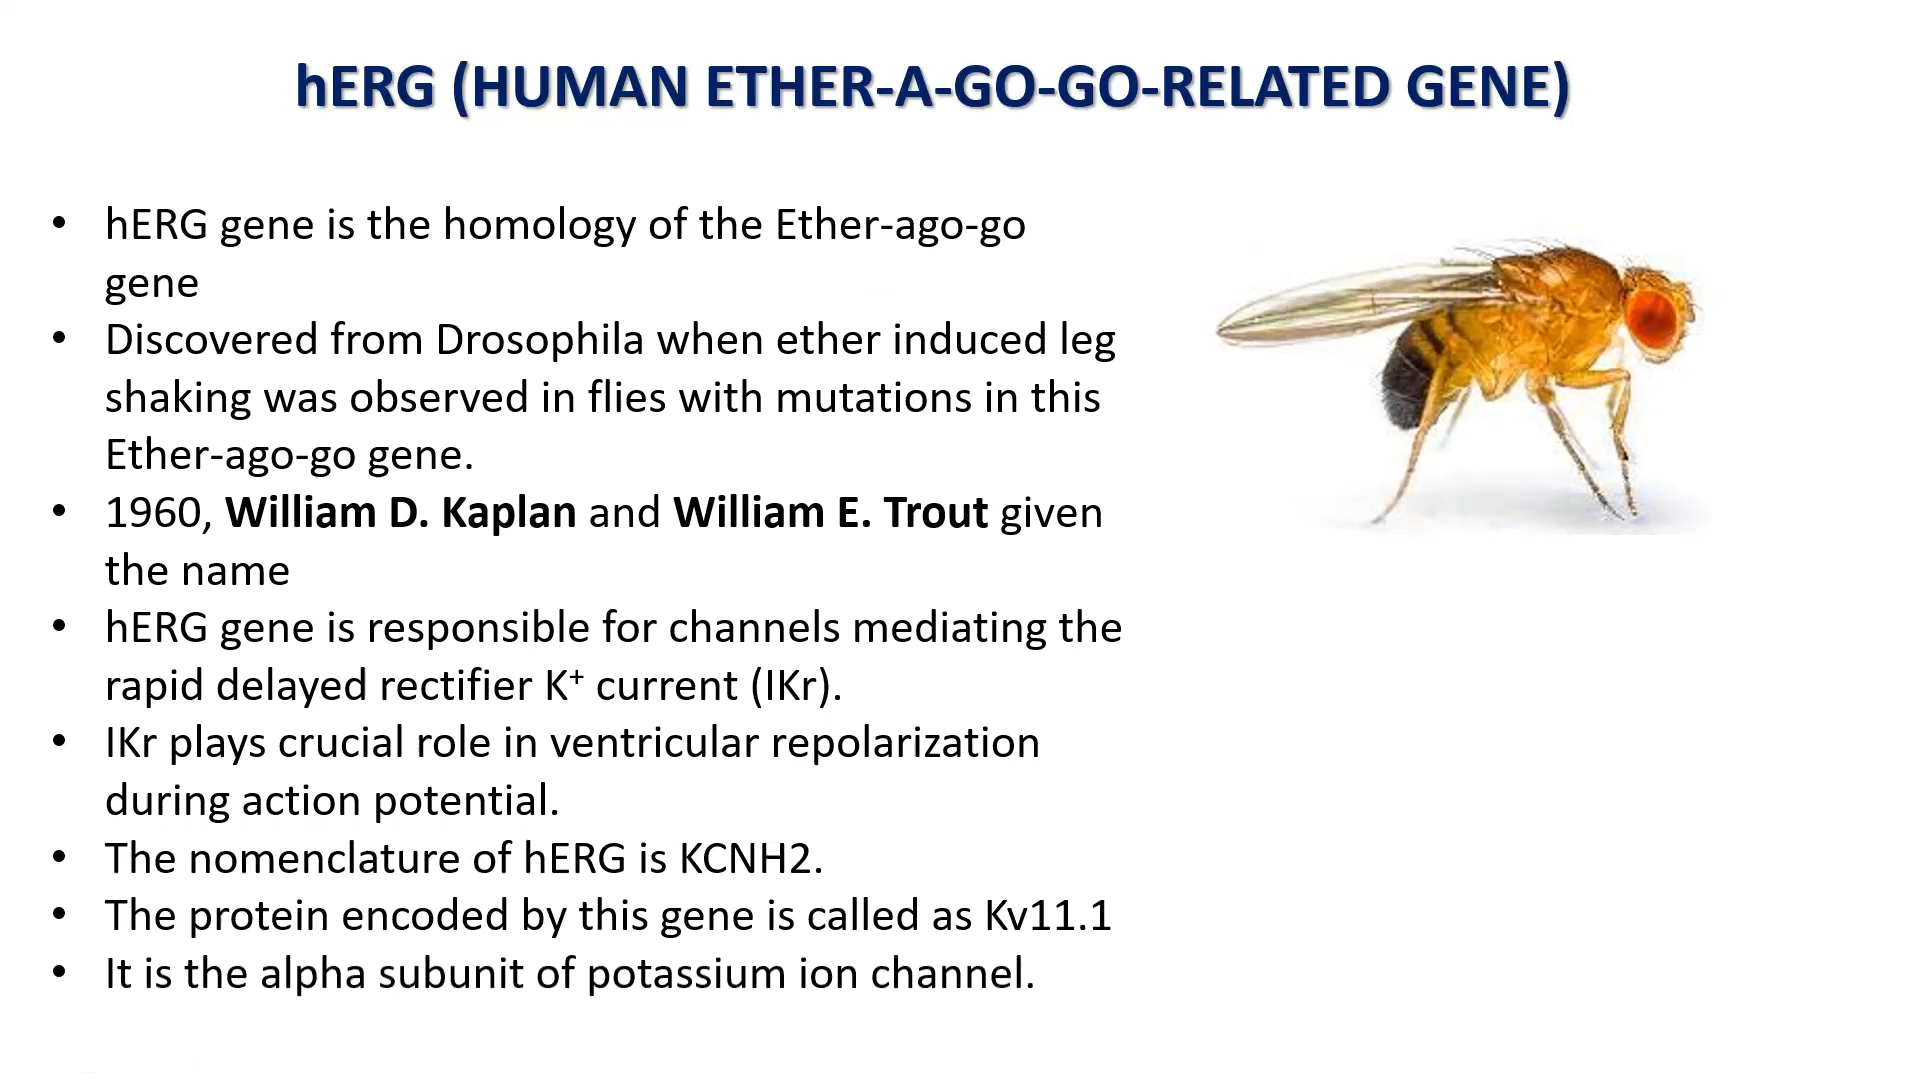 hERG (HUMAN ETHER-A-GO-GO-RELATED GENE)
• hERG gene is the homology of the Ether-ago-go
gene
• Discovered from Drosophila when ether induced leg
shaking was observed in flies with mutations in this
Ether-ago-go gene.
• 1960, William D. Kaplan and William E. Trout given
the name
• hERG gene is responsible for channels mediating the
rapid delayed rectifier K⁺ current (IKr).
• IKr plays crucial role in ventricular repolarization
during action potential.
• The nomenclature of hERG is KCNH2.
• The protein encoded by this gene is called as Kv11.1
• It is the alpha subunit of potassium ion channel.